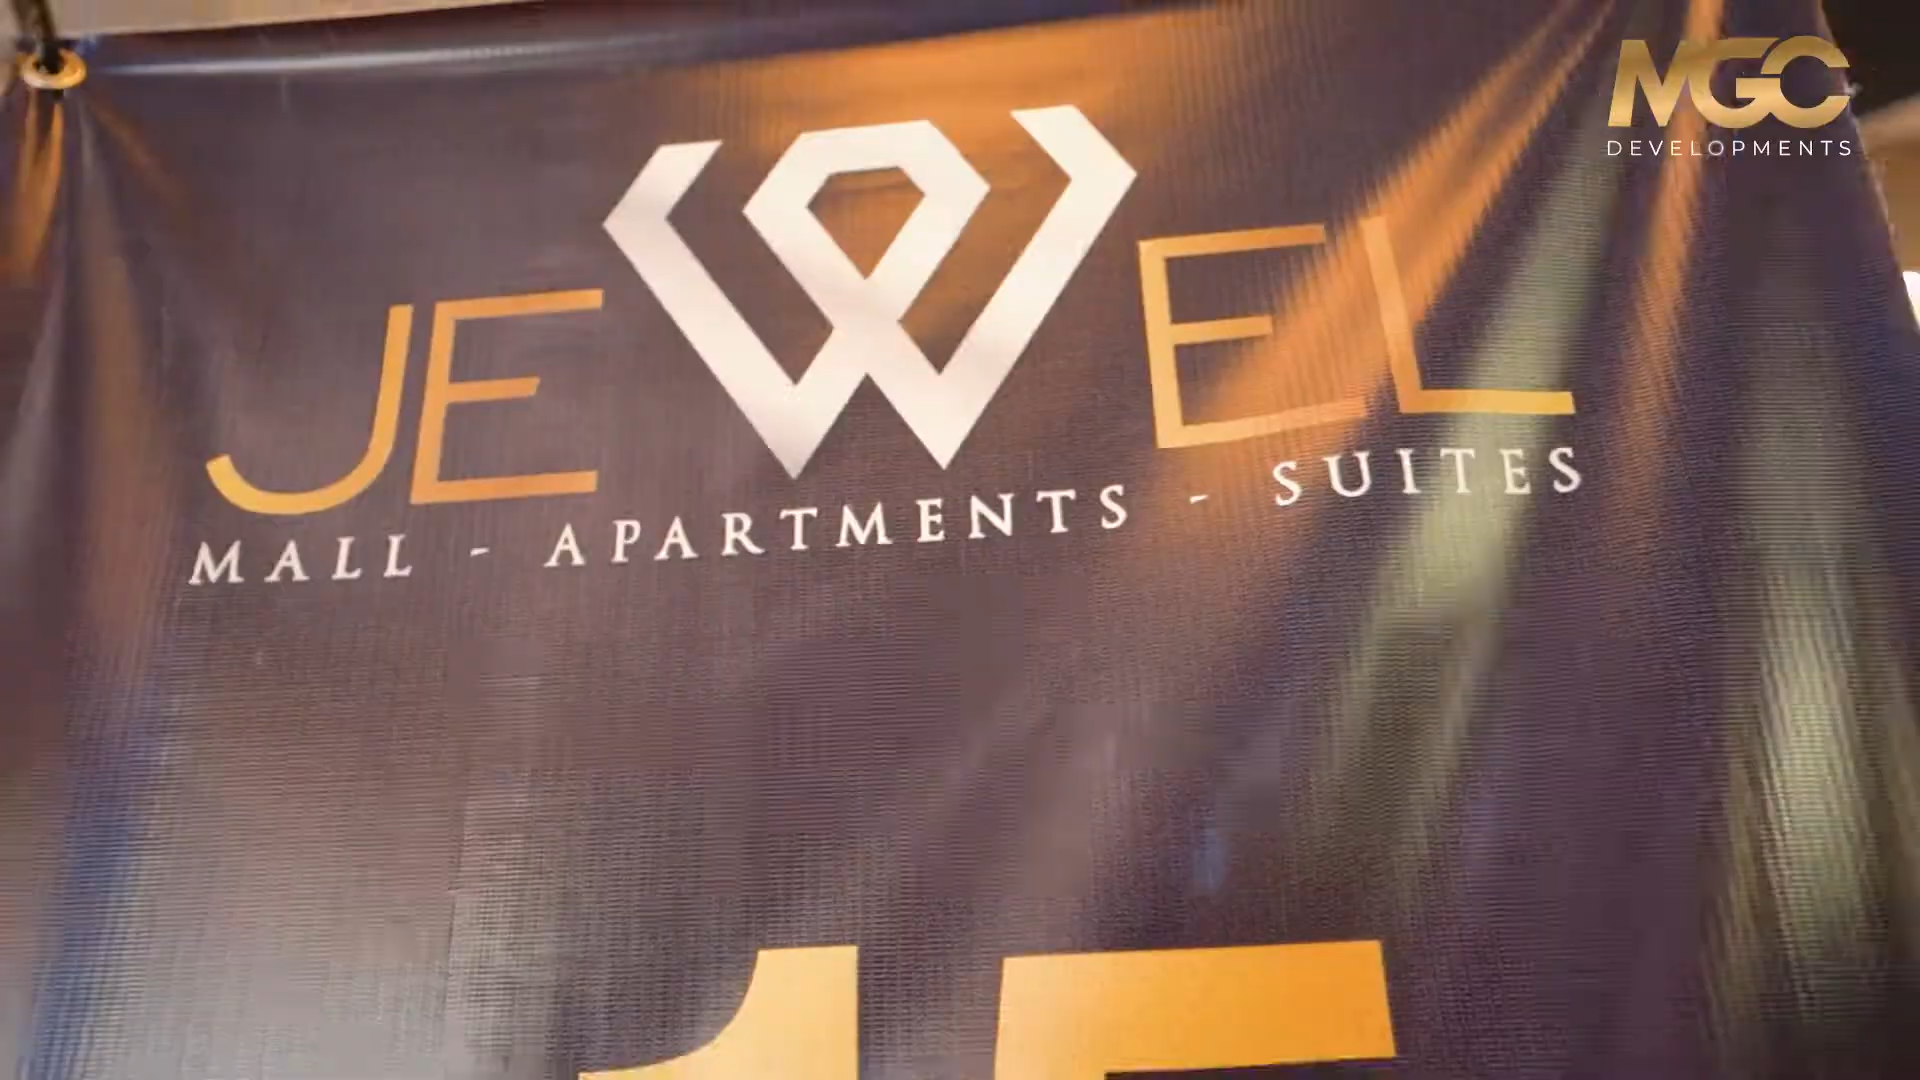 MGC
DEVELOPMENTS
JEWEL
MALL - APARTMENTS - SUITES